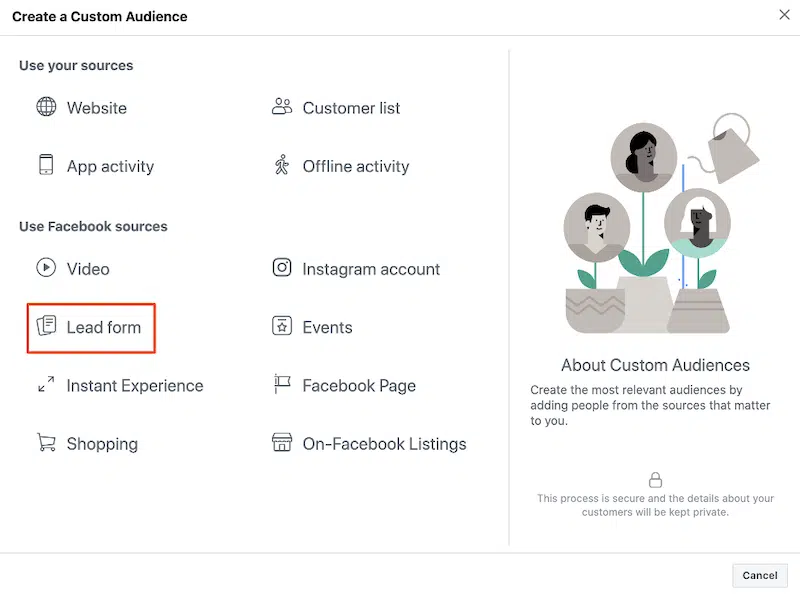 Create a Custom Audience
Use your sources
Website
Customer list
App activity
Offline activity
Use Facebook sources
Video
Instagram account
Lead form
Events
Instant Experience
Facebook Page
Shopping
On-Facebook Listings
About Custom Audiences
Create the most relevant audiences by
adding people from the sources that matter
to you.
This process is secure and the details about your
customers will be kept private.
Cancel